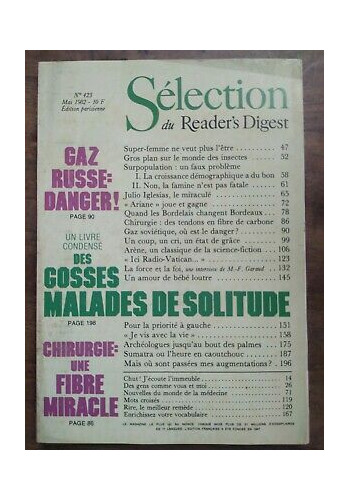 N° 423
Mai 1982 - 10 F
Édition parisienne
Sélection
du Reader's Digest
GAZ
RUSSE:
DANGER!
PAGE 90
UN LIVRE
CONDENSÉ
DES
GOSSES
MALADES DE SOLITUDE
PAGE 196
CHIRURGIE:
UNE
FIBRE
MIRACLE
PAGE 86
Super-femme ne veut plus l'être .......... 47
Gros plan sur le monde des insectes ...... 52
Surpopulation : un faux problème
I. La croissance démographique a du bon 58
II. Non, la famine n'est pas fatale ...... 61
Julio Iglesias, le miraculé .............. 65
« Ariane » joue et gagne ................ 72
Quand les Bordelais changent Bordeaux .. 78
Chirurgie : des tendons en fibre de carbone 86
Gaz soviétique, où est le danger? ........ 90
Un coup, un cri, un état de grâce ........ 99
Arène, un classique de la science-fiction .. 106
« Ici Radio-Vatican... » ................ 123
La force et la foi, une interview de M.-F. Garaud .. 132
Un amour de bébé loutre ................ 145
Pour la priorité à gauche ................ 151
« Je vis avec la vie » .................. 158
Archéologues jusqu'au bout des palmes ... 175
Sumatra ou l'heure en caoutchouc ........ 187
Mais où sont passées mes augmentations? . 196
Chut! J'écoute l'immeuble ............... 14
Des gens comme vous et moi ............. 26
Nouvelles du monde de la médecine ....... 71
Mots croisés ........................... 119
Rire, le meilleur remède ................ 120
Enrichissez votre vocabulaire ............ 167
LE MAGAZINE LE PLUS LU AU MONDE